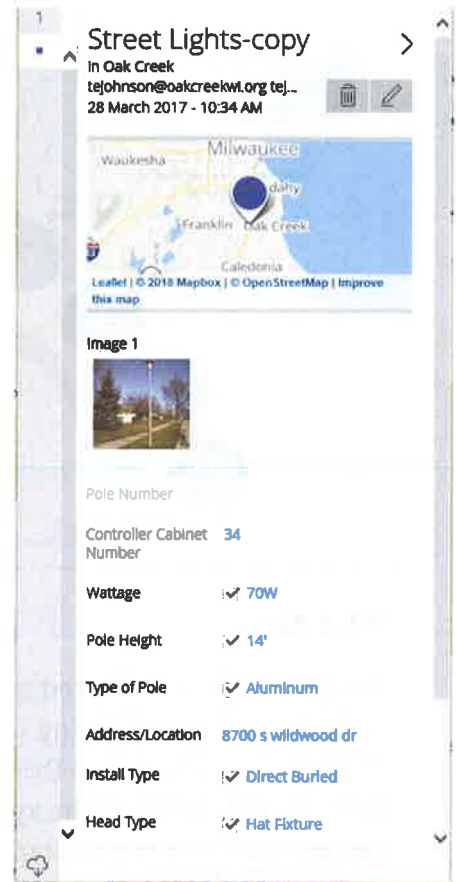 1
Street Lights-copy
In Oak Creek
tejohnson@oakcreekwi.org tej...
28 March 2017 - 10:34 AM
Milwaukee
Waukesha
dahy
Franklin Oak Creek
Caledonia
Leaflet | © 2018 Mapbox | © OpenStreetMap | Improve
this map
Image 1
Pole Number
Controller Cabinet 34
Number
Wattage 70W
Pole Height 14'
Type of Pole Aluminum
Address/Location 8700 s wildwood dr
Install Type Direct Buried
Head Type Hat Fixture